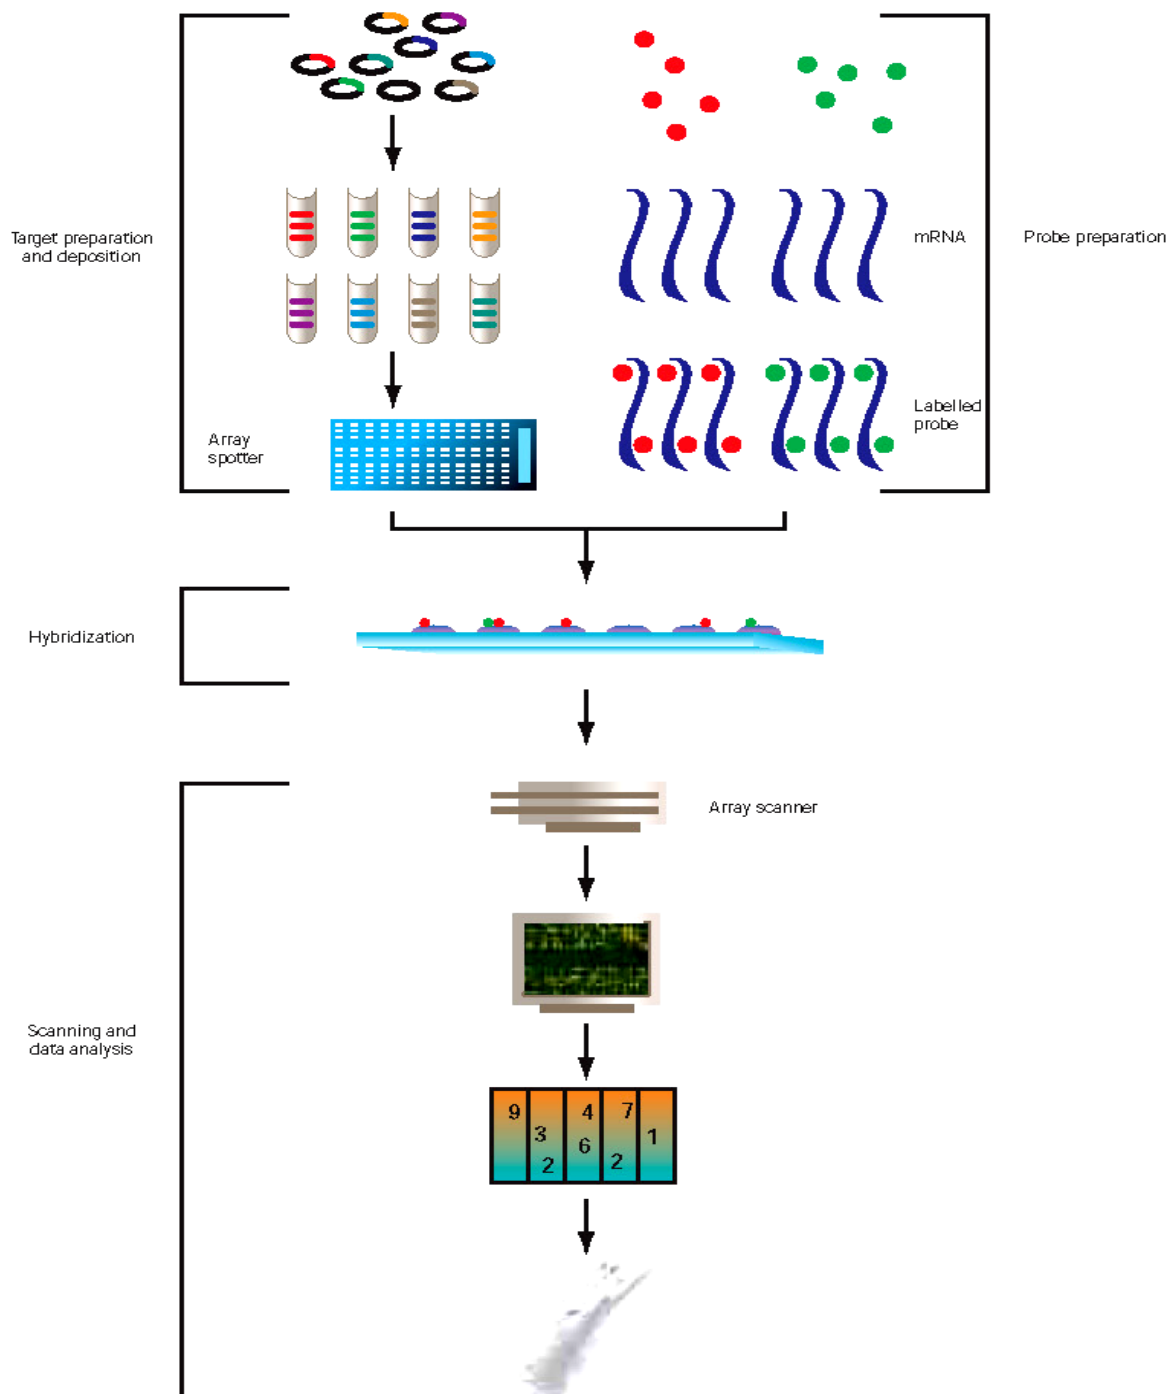 Target preparation
and deposition
mRNA
Probe preparation
Array
spotter
Labelled
probe
Hybridization
Array scanner
Scanning and
data analysis
9 4 7
3 6 1
2 2